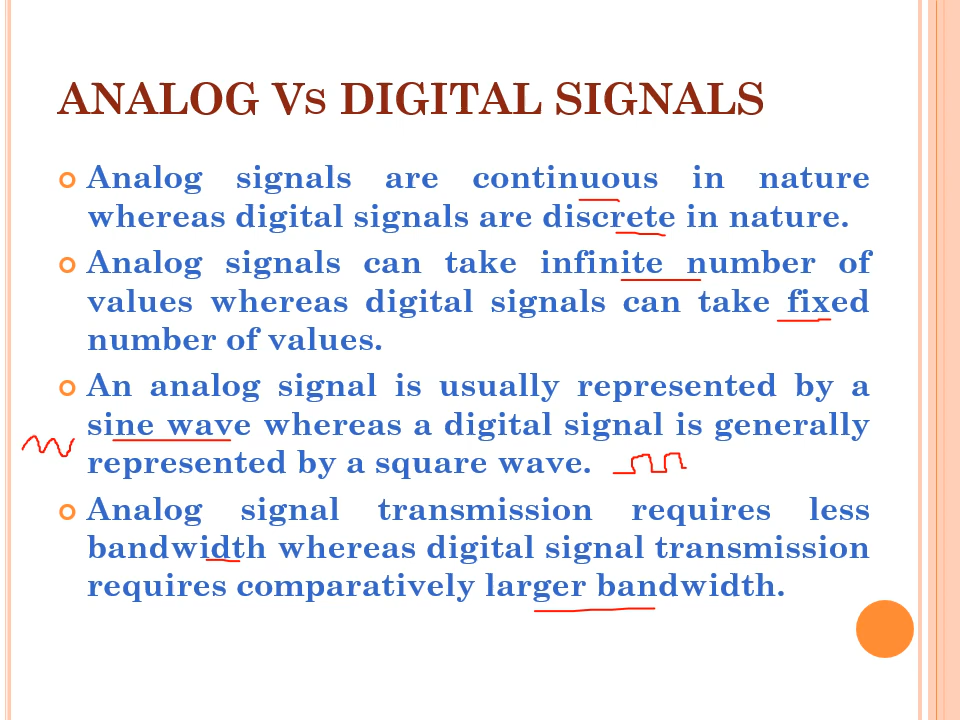 ANALOG Vs DIGITAL SIGNALS
Analog signals are continuous in nature
whereas digital signals are discrete in nature.
Analog signals can take infinite number of
values whereas digital signals can take fixed
number of values.
An analog signal is usually represented by a
sine wave whereas a digital signal is generally
represented by a square wave.
Analog signal transmission requires less
bandwidth whereas digital signal transmission
requires comparatively larger bandwidth.